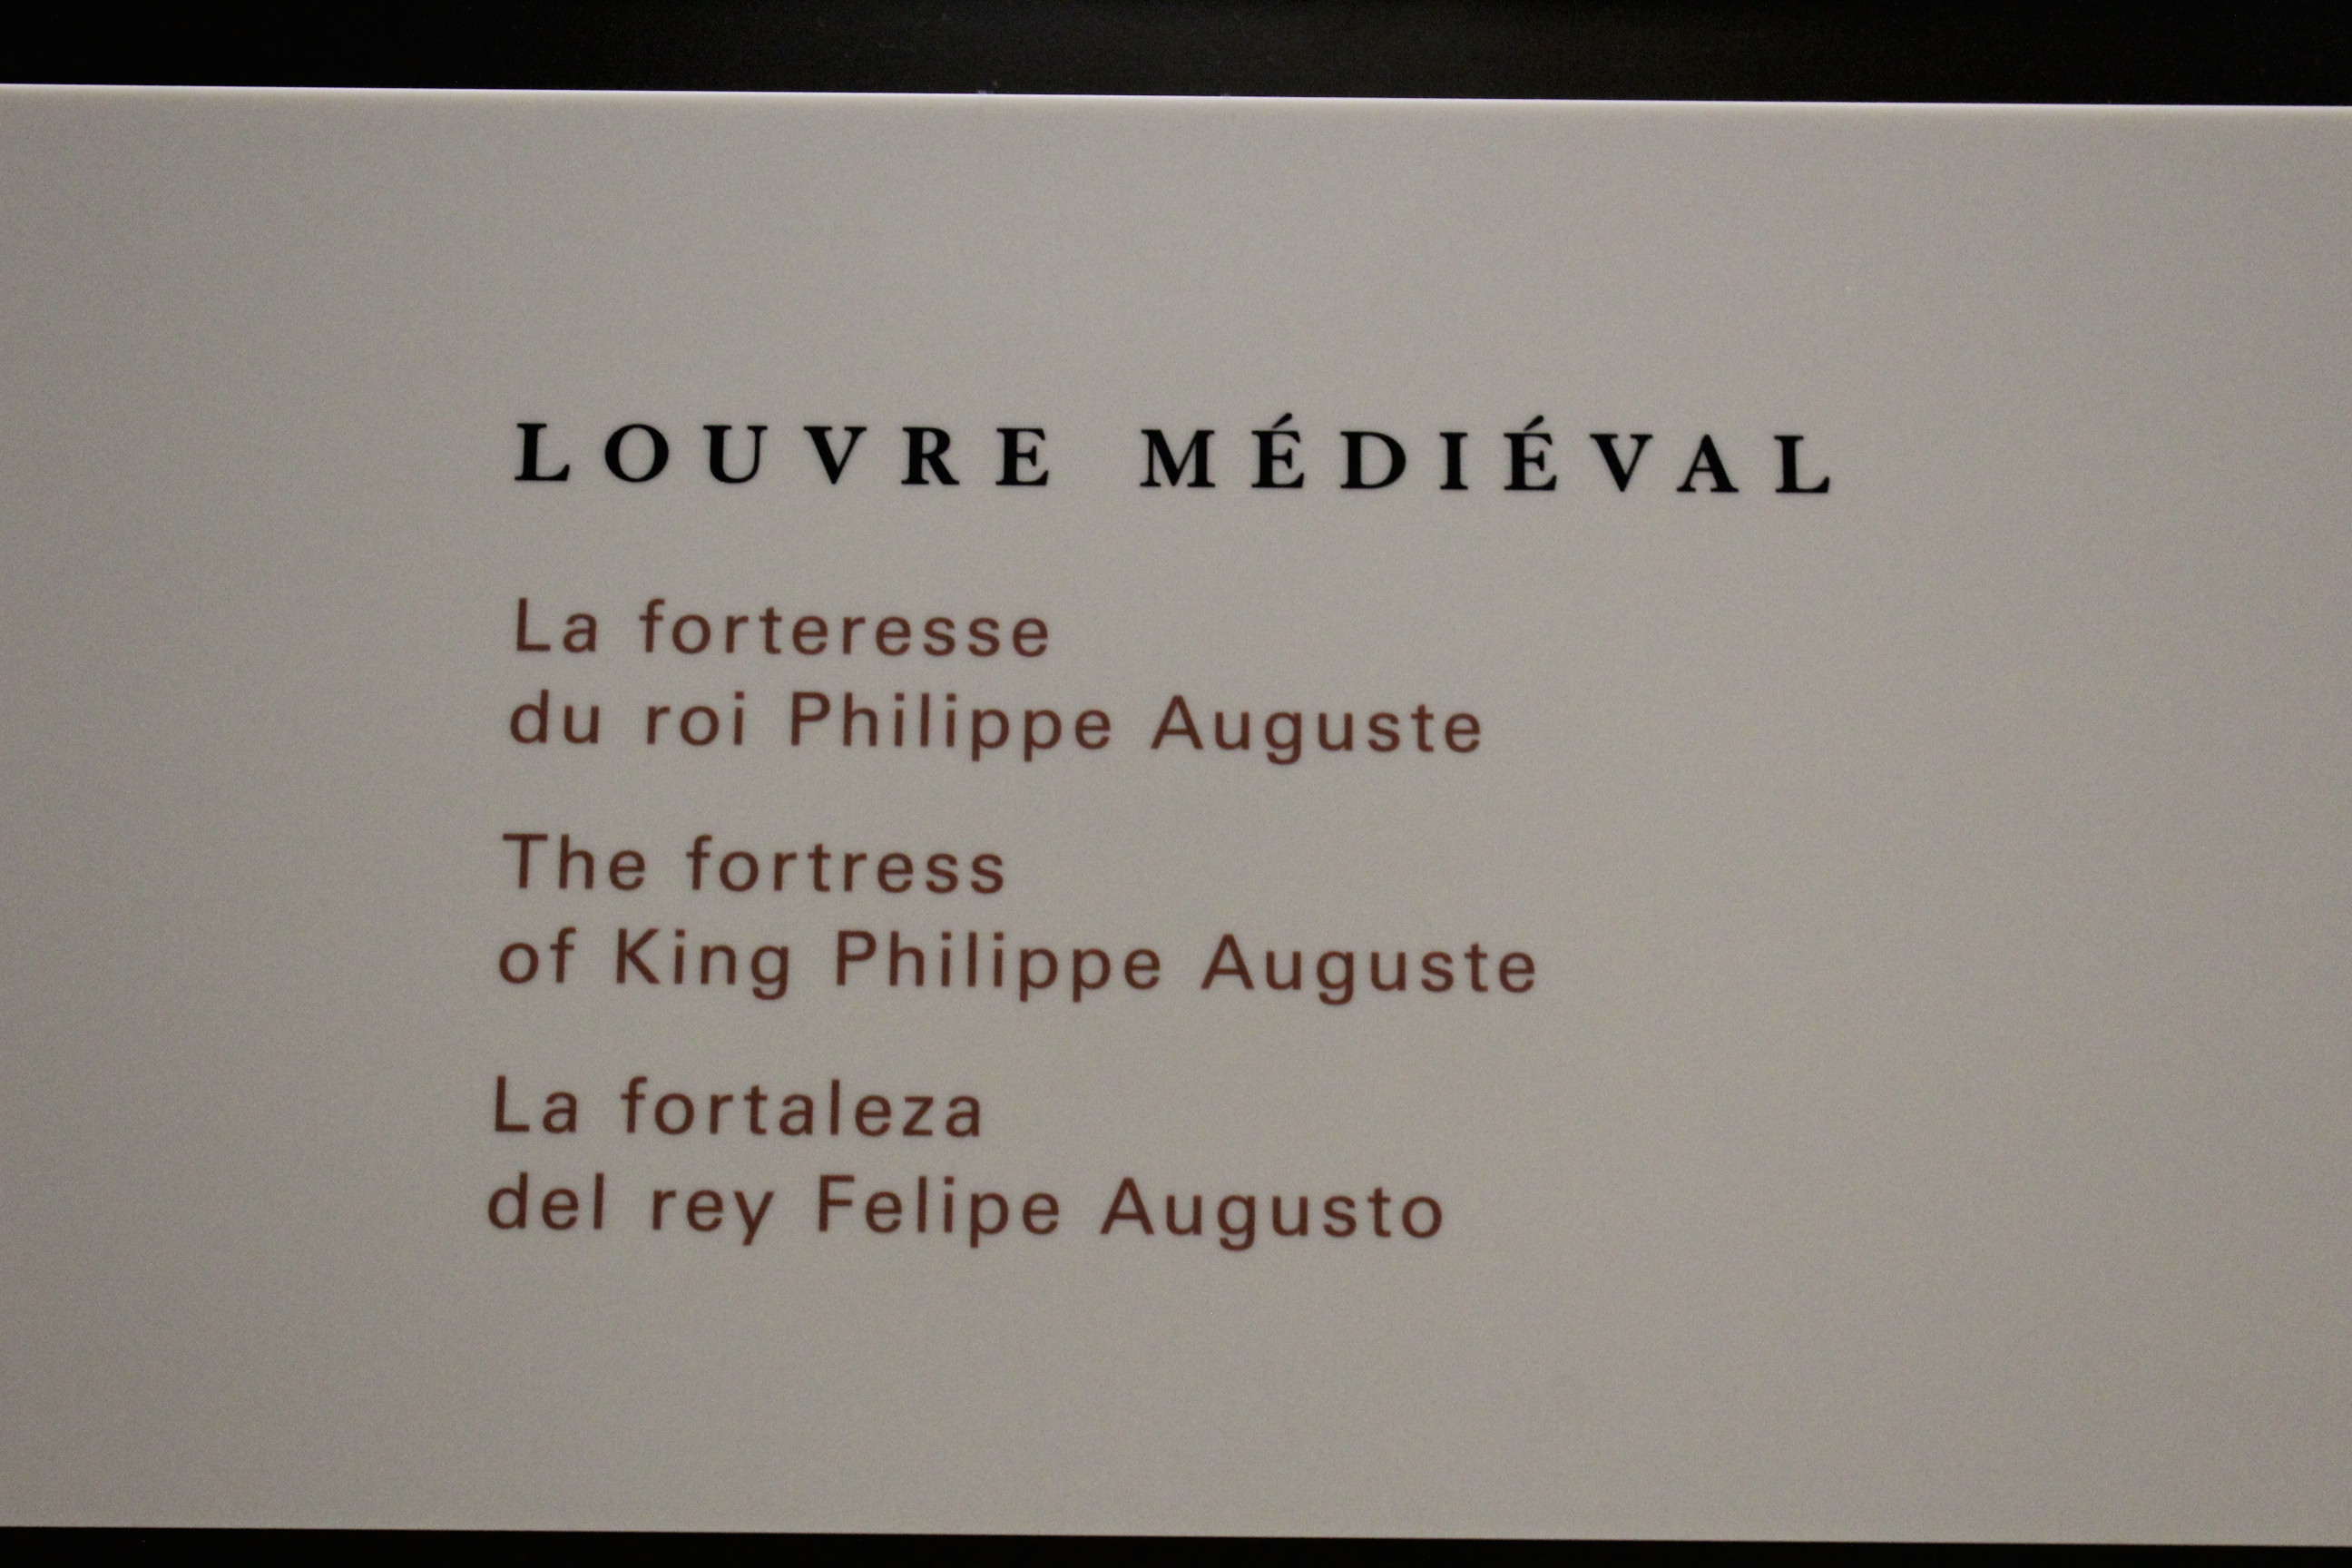 LOUVRE MÉDIÉVAL
La forteresse
du roi Philippe Auguste
The fortress
of King Philippe Auguste
La fortaleza
del rey Felipe Augusto